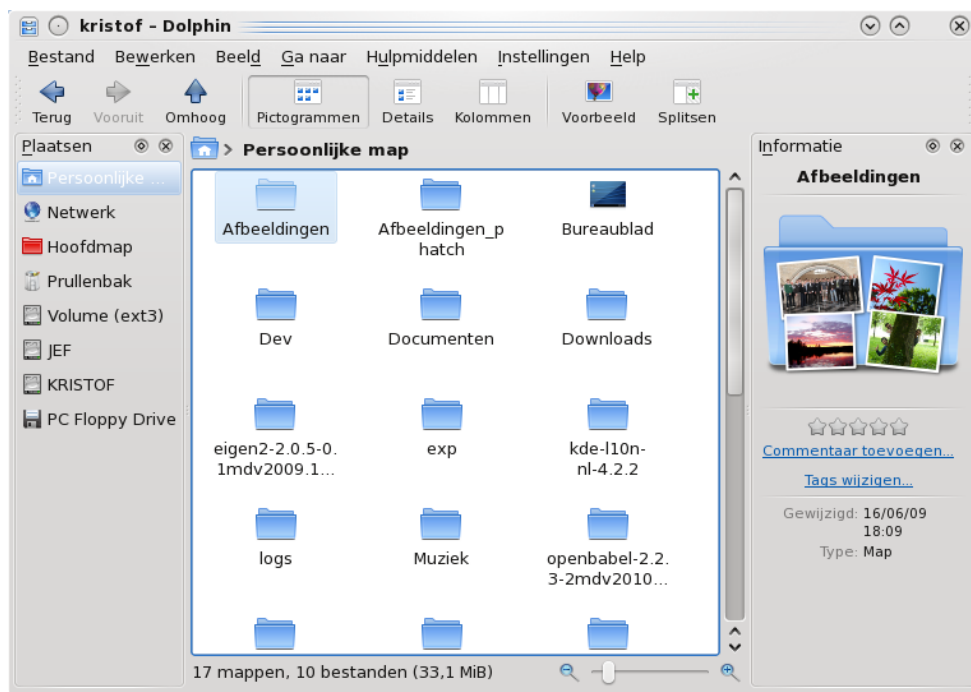 kristof – Dolphin
Bestand Bewerken Beeld Ga naar Hulpmiddelen Instellingen Help
Terug Vooruit Omhoog Pictogrammen Details Kolommen Voorbeeld Splitsen
Plaatsen
Persoonlijke ...
Netwerk
Hoofdmap
Prullenbak
Volume (ext3)
JEF
KRISTOF
PC Floppy Drive
> Persoonlijke map
Afbeeldingen
Afbeeldingen_p
hatch
Bureaublad
Dev
Documenten
Downloads
eigen2-2.0.5-0.
1mdv2009.1...
exp
kde-l10n-
nl-4.2.2
logs
Muziek
openbabel-2.2.
3-2mdv2010...
17 mappen, 10 bestanden (33,1 MiB)
Informatie
Afbeeldingen
Commentaar toevoegen...
Tags wijzigen...
Gewijzigd: 16/06/09
18:09
Type: Map